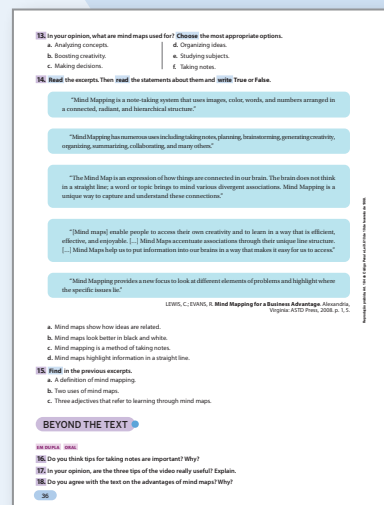 13. In your opinion, what are mind maps used for? Choose the most appropriate options.
a. Analyzing concepts.
b. Boosting creativity.
c. Making decisions.
d. Organizing ideas.
e. Studying subjects.
f. Taking notes.
14. Read the excerpts. Then read the statements about them and write True or False.
"Mind Mapping is a note-taking system that uses images, color, words, and numbers arranged in
a connected, radiant, and hierarchical structure."
"Mind Mapping has numerous uses including taking notes, planning, brainstorming, generating creativity,
organizing, summarizing, collaborating, and many others."
"The Mind Map is an expression of how things are connected in our brain. The brain does not think
in a straight line; a word or topic brings to mind various divergent associations. Mind Mapping is a
unique way to capture and understand these connections."
"[Mind maps] enable people to access their own creativity and to learn in a way that is efficient,
effective, and enjoyable. [...] Mind Maps accentuate associations through their unique line structure.
[...] Mind Maps help us to put information into our brains in a way that makes it easy for us to access."
"Mind Mapping provides a new focus to look at different elements of problems and highlight where
the specific issues lie."
LEWIS, C.; EVANS, R. Mind Mapping for a Business Advantage. Alexandria,
Virginia: ASTD Press, 2008. p. 1, 5.
a. Mind maps show how ideas are related.
b. Mind maps look better in black and white.
c. Mind mapping is a method of taking notes.
d. Mind maps highlight information in a straight line.
15. Find in the previous excerpts.
a. A definition of mind mapping.
b. Two uses of mind maps.
c. Three adjectives that refer to learning through mind maps.
BEYOND THE TEXT
EM DUPLA ORAL
16. Do you think tips for taking notes are important? Why?
17. In your opinion, are the three tips of the video really useful? Explain.
18. Do you agree with the text on the advantages of mind maps? Why?
36